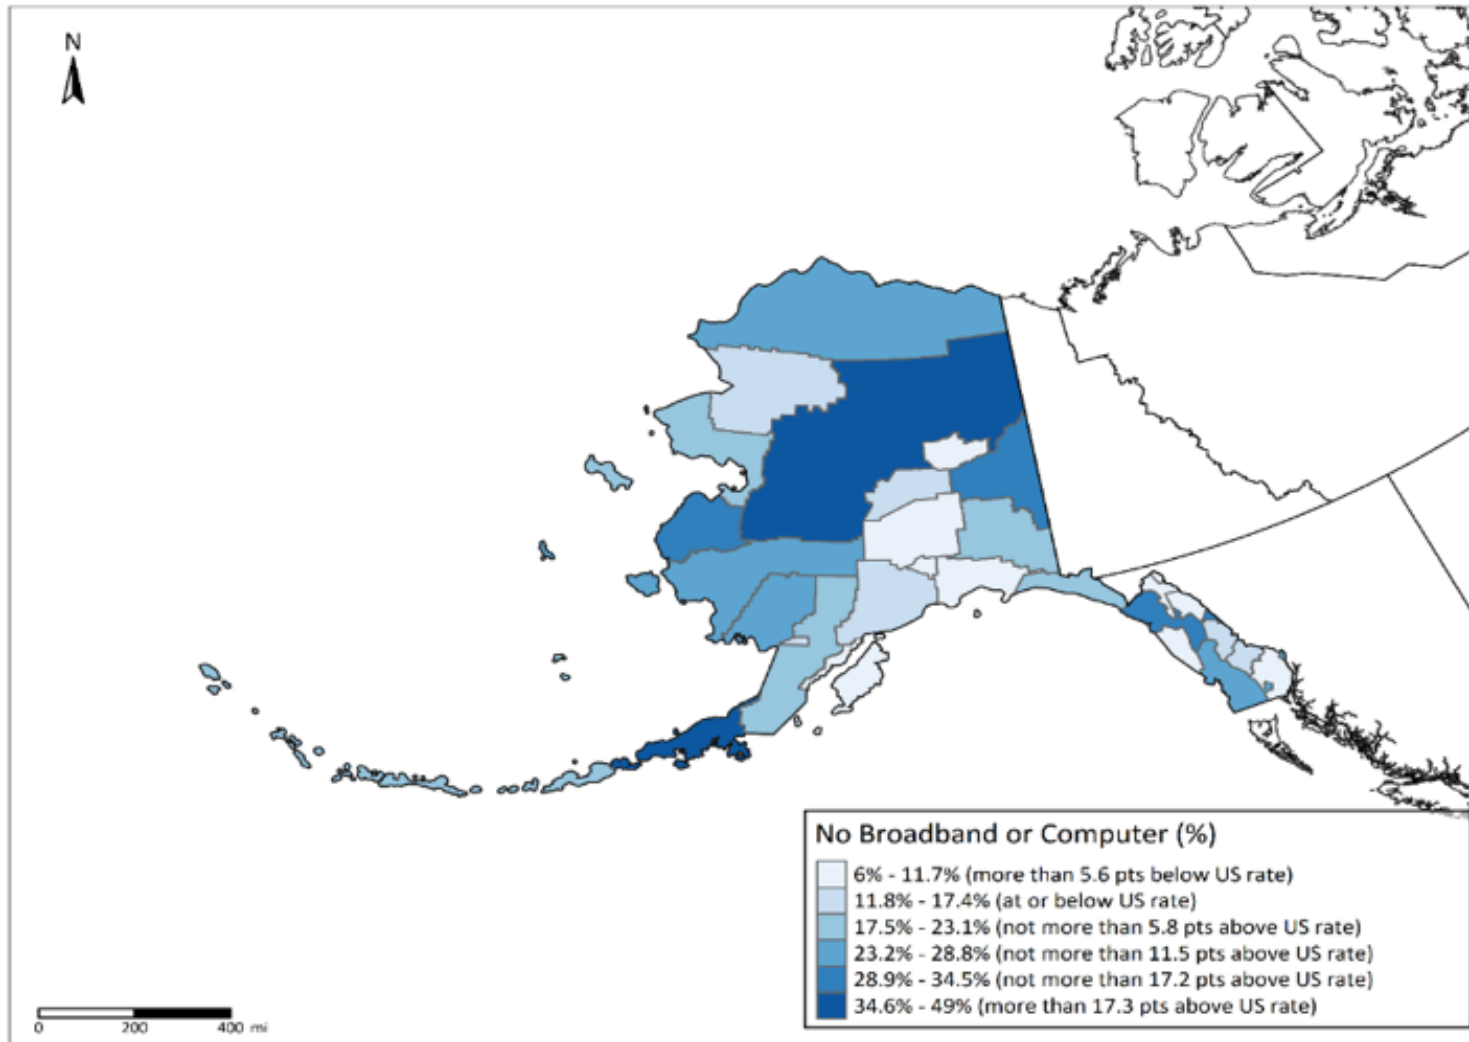 N
No Broadband or Computer (%)
6% - 11.7% (more than 5.6 pts below US rate)
11.8% - 17.4% (at or below US rate)
17.5% - 23.1% (not more than 5.8 pts above US rate)
23.2% - 28.8% (not more than 11.5 pts above US rate)
28.9% - 34.5% (not more than 17.2 pts above US rate)
34.6% - 49% (more than 17.3 pts above US rate)
0 200 400 mi